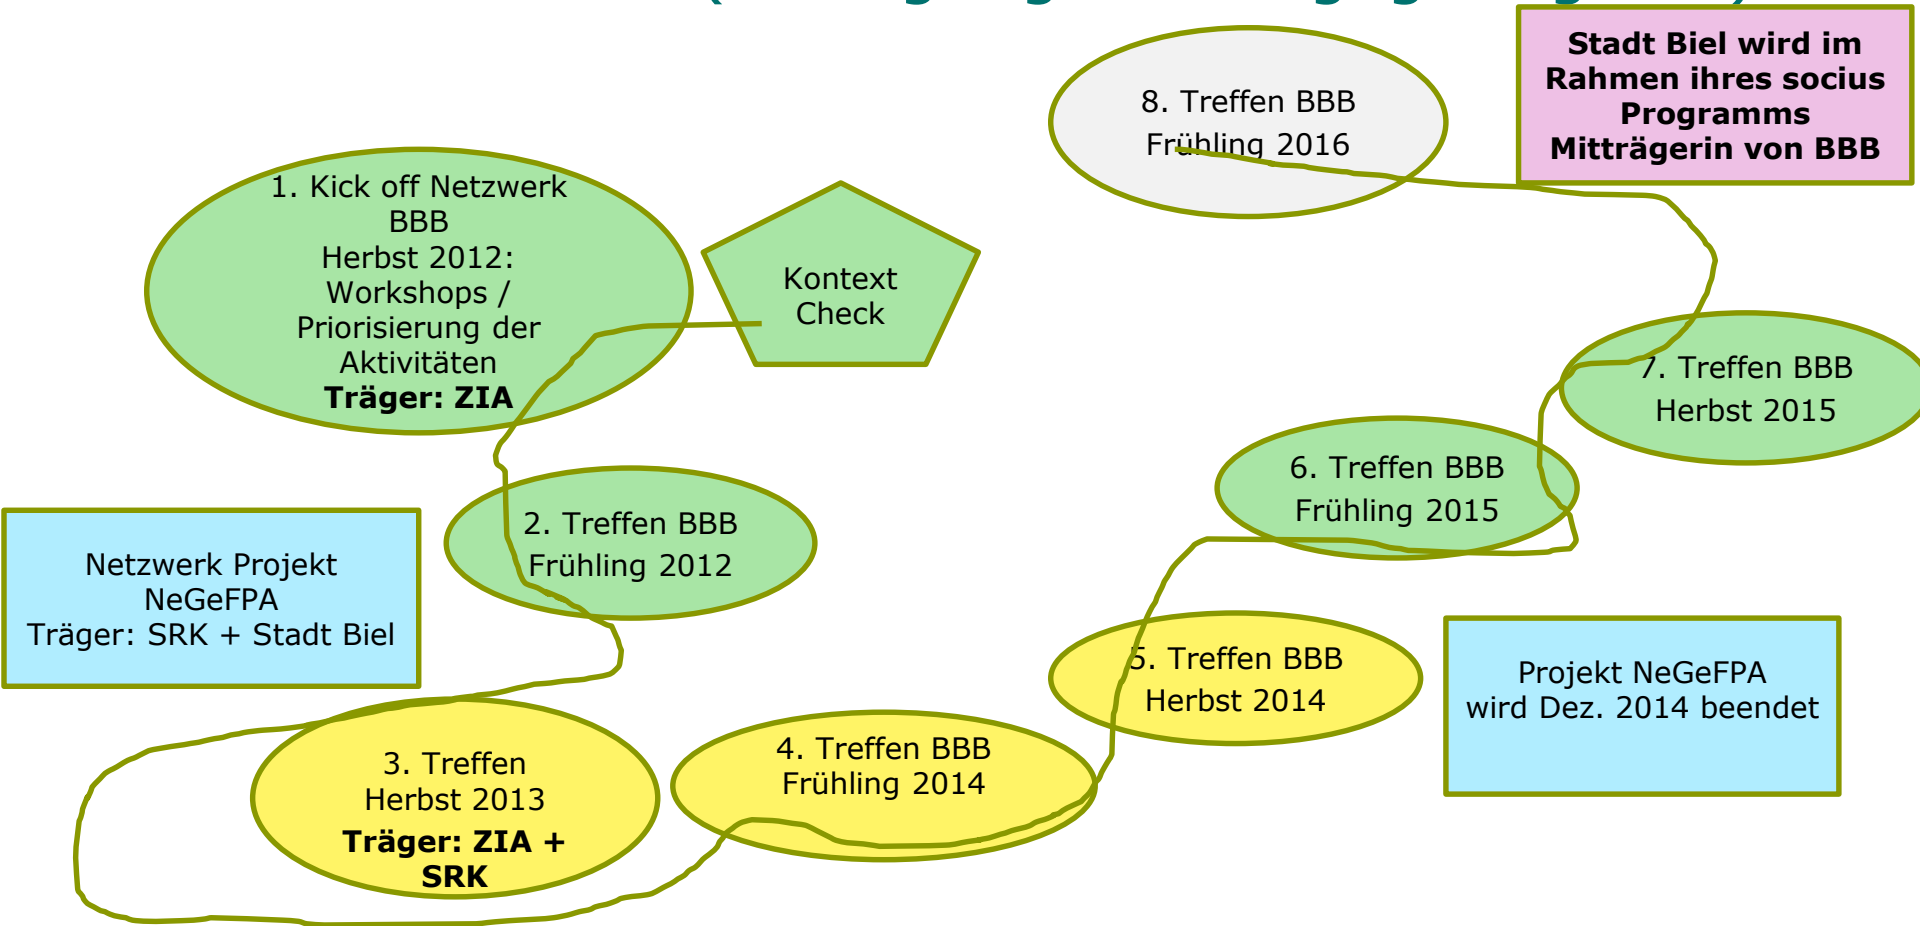 8. Treffen BBB
Frühling 2016
Stadt Biel wird im
Rahmen ihres socius
Programms
Mitträgerin von BBB
1. Kick off Netzwerk
BBB
Herbst 2012:
Workshops /
Priorisierung der
Aktivitäten
Träger: ZIA
Kontext
Check
7. Treffen BBB
Herbst 2015
6. Treffen BBB
Frühling 2015
2. Treffen BBB
Frühling 2012
Netzwerk Projekt
NeGeFPA
Träger: SRK + Stadt Biel
5. Treffen BBB
Herbst 2014
Projekt NeGeFPA
wird Dez. 2014 beendet
3. Treffen
Herbst 2013
Träger: ZIA +
SRK
4. Treffen BBB
Frühling 2014